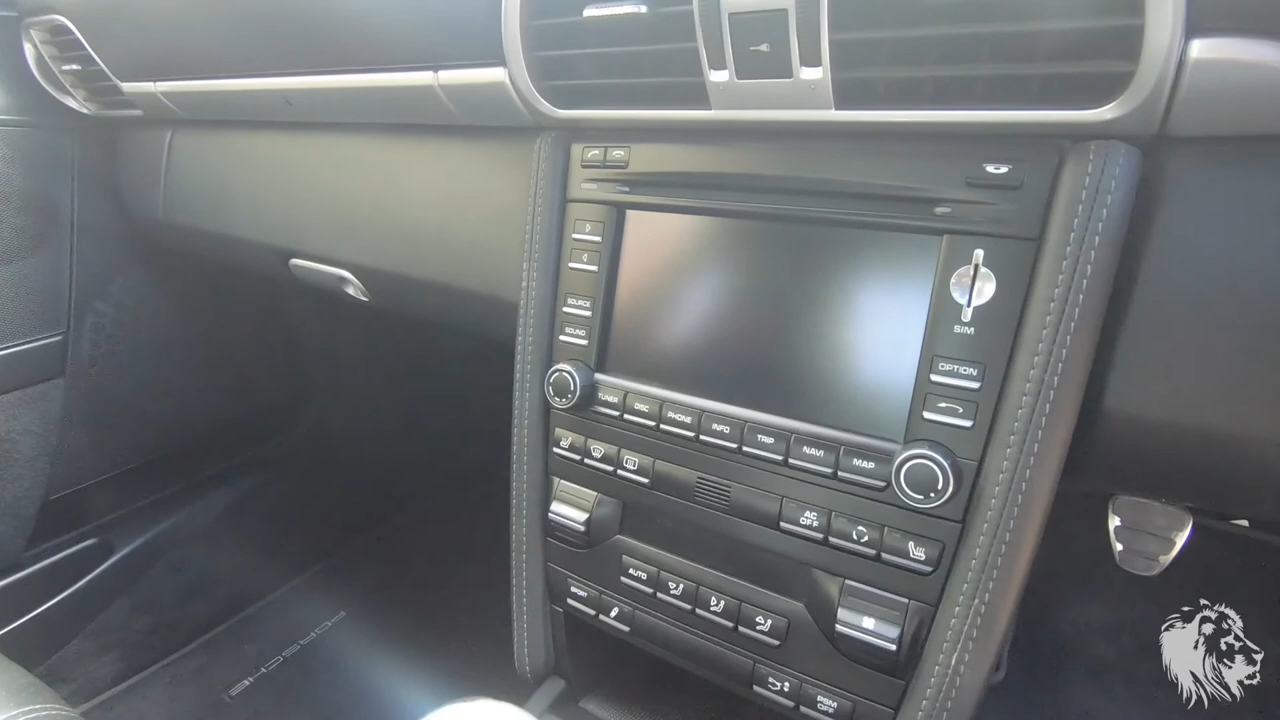 SOURCE
SOUND
SIM
OPTION
TUNER
DISC
PHONE
INFO
TRIP
NAVI
MAP
AC
OFF
AUTO
SPORT
PSM
OFF
PORSCHE